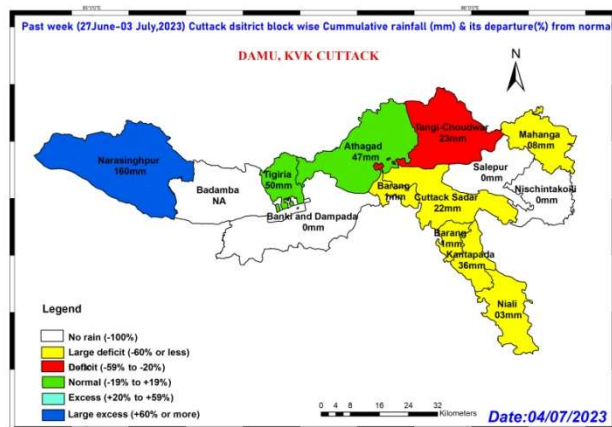 Past week (27June-03 July,2023) Cuttack dsitrict block wise Cummulative rainfall (mm) & its departure(%) from normal
DAMU, KVK CUTTACK
N
Tangi-Choudwar
23mm
Mahanga
08mm
Athagad
47mm
Narasinghpur
160mm
Salepur
0mm
Tigiria
50mm
Badamba
NA
Nischintakoili
0mm
Barang
1mm
Cuttack Sadar
22mm
Banki and Dampada
0mm
Barang
1mm
Kantapada
36mm
Niali
03mm
Legend
No rain (-100%)
Large deficit (-60% or less)
Deficit (-59% to -20%)
Normal (-19% to +19%)
Excess (+20% to +59%)
Large excess (+60% or more)
0 4 8 12 16
Kilometers
Date:04/07/2023